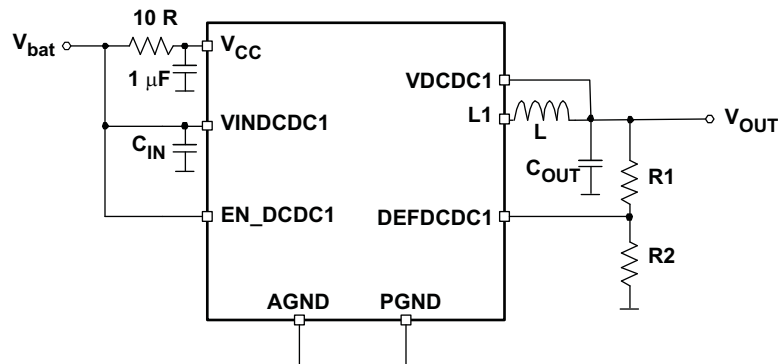 10 R
V_bat
V_CC
1 μF
VDCDC1
L1
L
V_OUT
VINDCDC1
C_IN
C_OUT
R1
EN_DCDC1
DEFDCDC1
R2
AGND
PGND